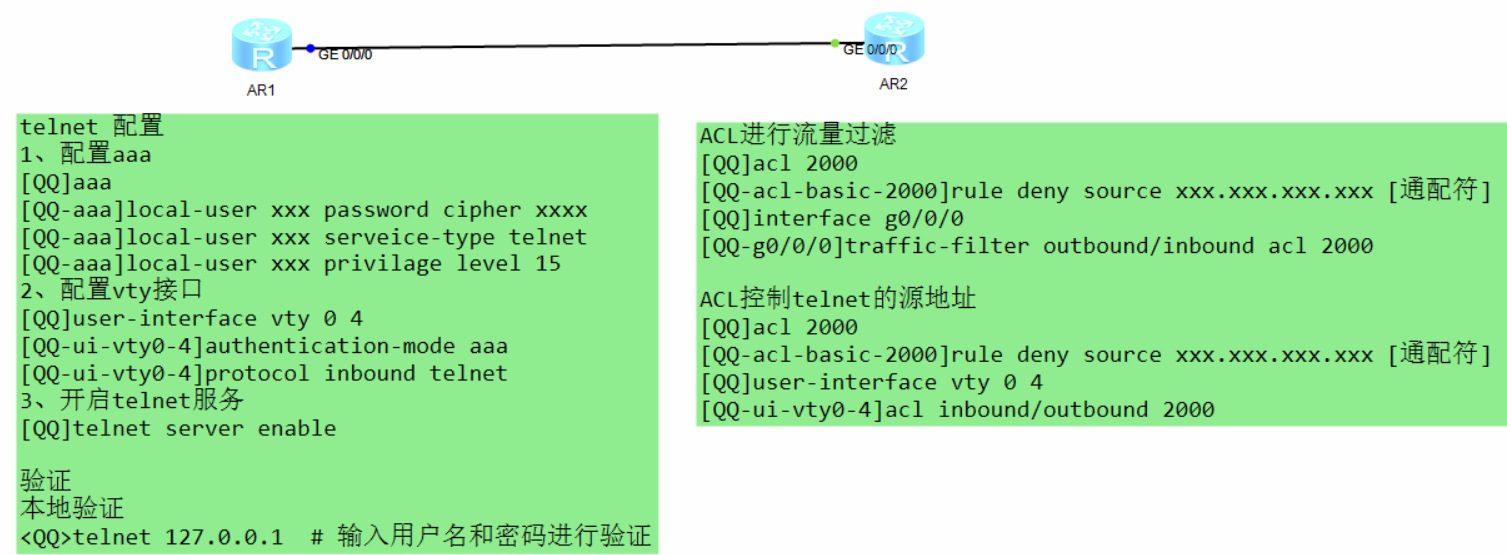 GE 0/0/0
AR1
GE 0/0/0
AR2
telnet 配置
1、配置aaa
[QQ]aaa
[QQ-aaa]local-user xxx password cipher xxxx
[QQ-aaa]local-user xxx serveice-type telnet
[QQ-aaa]local-user xxx privilage level 15
2、配置vty接口
[QQ]user-interface vty 0 4
[QQ-ui-vty0-4]authentication-mode aaa
[QQ-ui-vty0-4]protocol inbound telnet
3、开启telnet服务
[QQ]telnet server enable
验证
本地验证
<QQ>telnet 127.0.0.1  # 输入用户名和密码进行验证
ACL进行流量过滤
[QQ]acl 2000
[QQ-acl-basic-2000]rule deny source xxx.xxx.xxx.xxx [通配符]
[QQ]interface g0/0/0
[QQ-g0/0/0]traffic-filter outbound/inbound acl 2000
ACL控制telnet的源地址
[QQ]acl 2000
[QQ-acl-basic-2000]rule deny source xxx.xxx.xxx.xxx [通配符]
[QQ]user-interface vty 0 4
[QQ-ui-vty0-4]acl inbound/outbound 2000